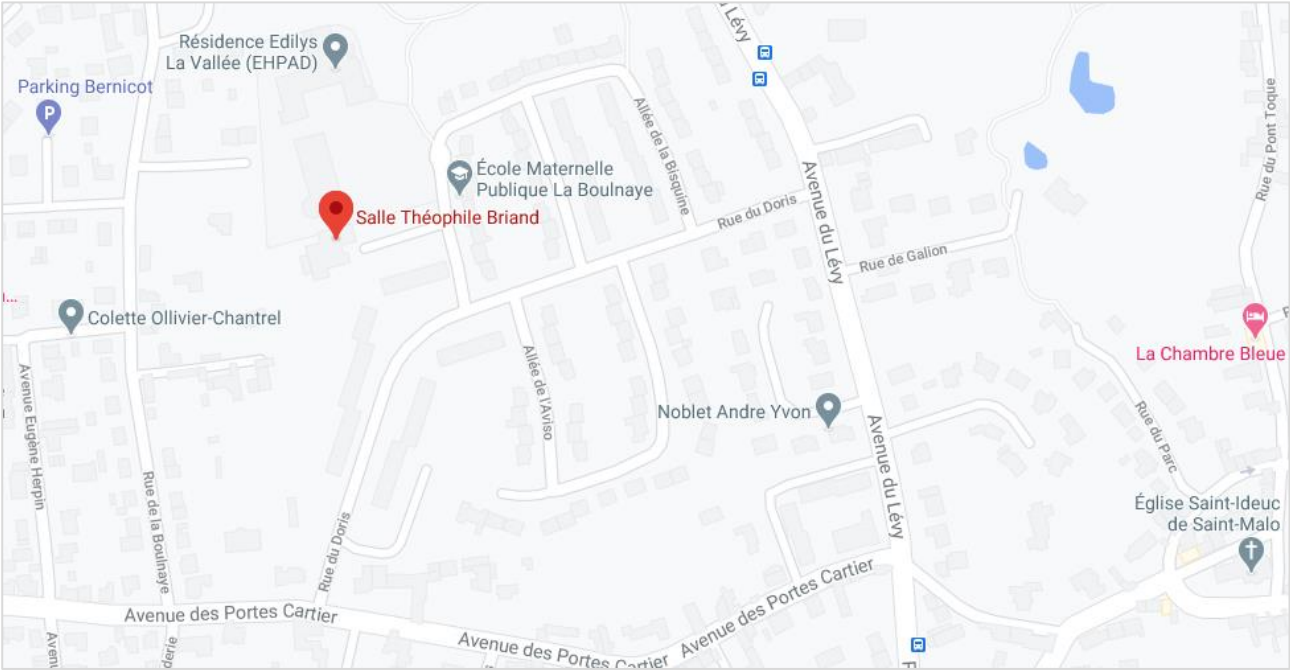 u Lévy
Résidence Edilys
La Vallée (EHPAD)
Parking Bernicot
P
Allée de la Bisquine
Rue du Pont Toque
École Maternelle
Publique La Boulnaye
Avenue du Lévy
Salle Théophile Briand
Rue du Doris
Rue de Galion
Colette Ollivier-Chantrel
La Chambre Bleue
Allée de l'Aviso
Avenue Eugène Herpin
Noblet Andre Yvon
Rue du Parc
Avenue du Lévy
Rue de la Boulnaye
Église Saint-Ideuc
de Saint-Malo
Rue du Doris
Avenue des Portes Cartier
Avenue des Portes Cartier
Avenue des Portes Cartier
Avenu
derie